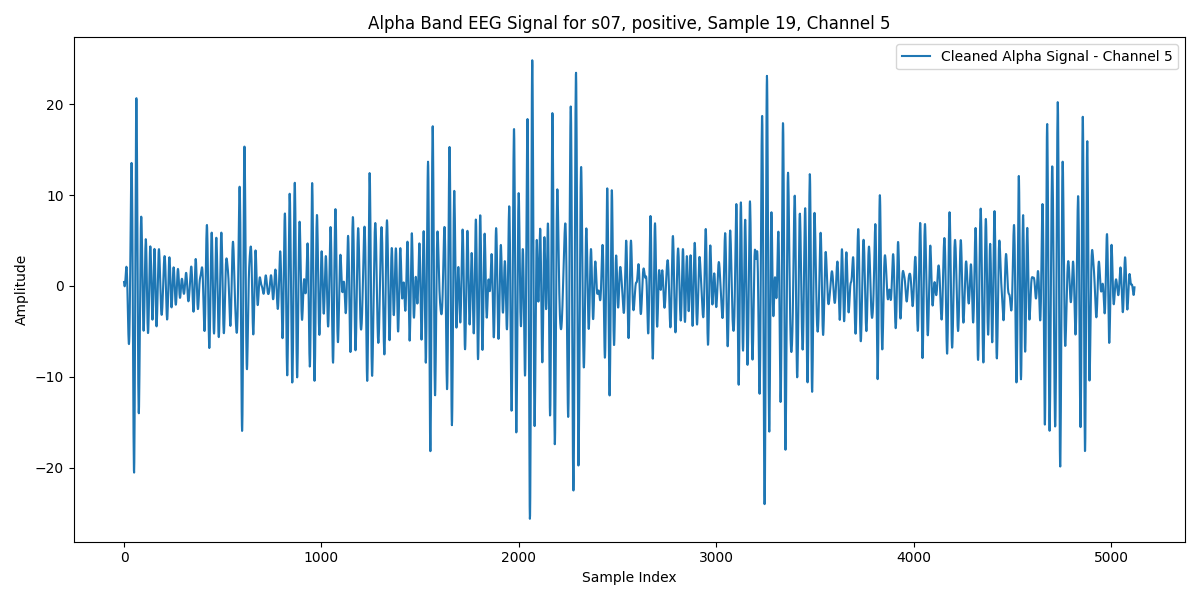 Alpha Band EEG Signal for s07, positive, Sample 19, Channel 5
Cleaned Alpha Signal - Channel 5
Amplitude
20
10
0
−10
−20
0 1000 2000 3000 4000 5000
Sample Index